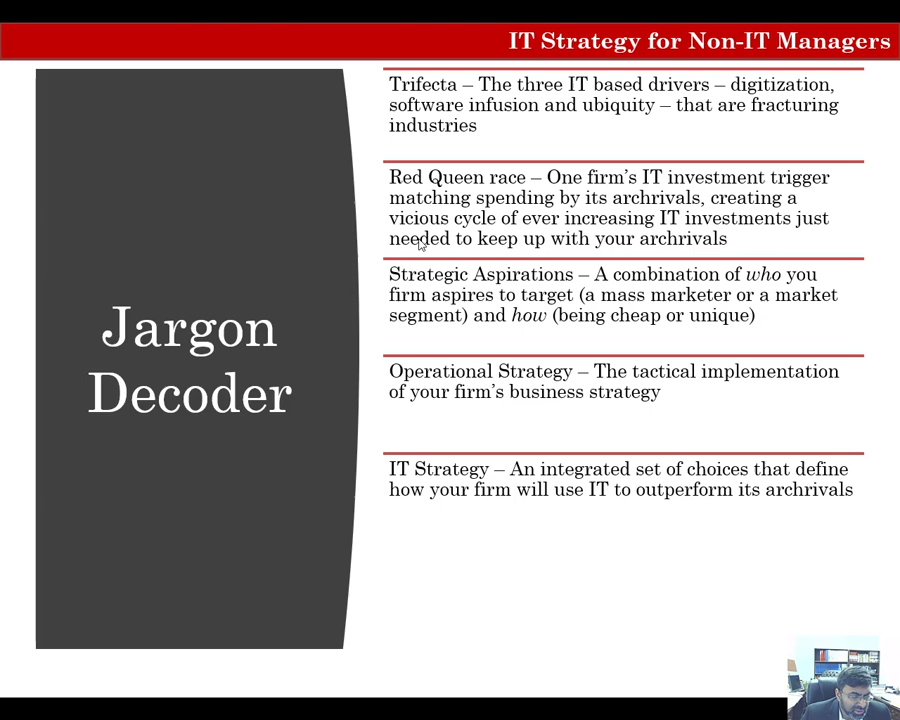 IT Strategy for Non-IT Managers
Jargon
Decoder
Trifecta – The three IT based drivers – digitization,
software infusion and ubiquity – that are fracturing
industries
Red Queen race – One firm's IT investment trigger
matching spending by its archrivals, creating a
vicious cycle of ever increasing IT investments just
needed to keep up with your archrivals
Strategic Aspirations – A combination of who you
firm aspires to target (a mass marketer or a market
segment) and how (being cheap or unique)
Operational Strategy – The tactical implementation
of your firm's business strategy
IT Strategy – An integrated set of choices that define
how your firm will use IT to outperform its archrivals